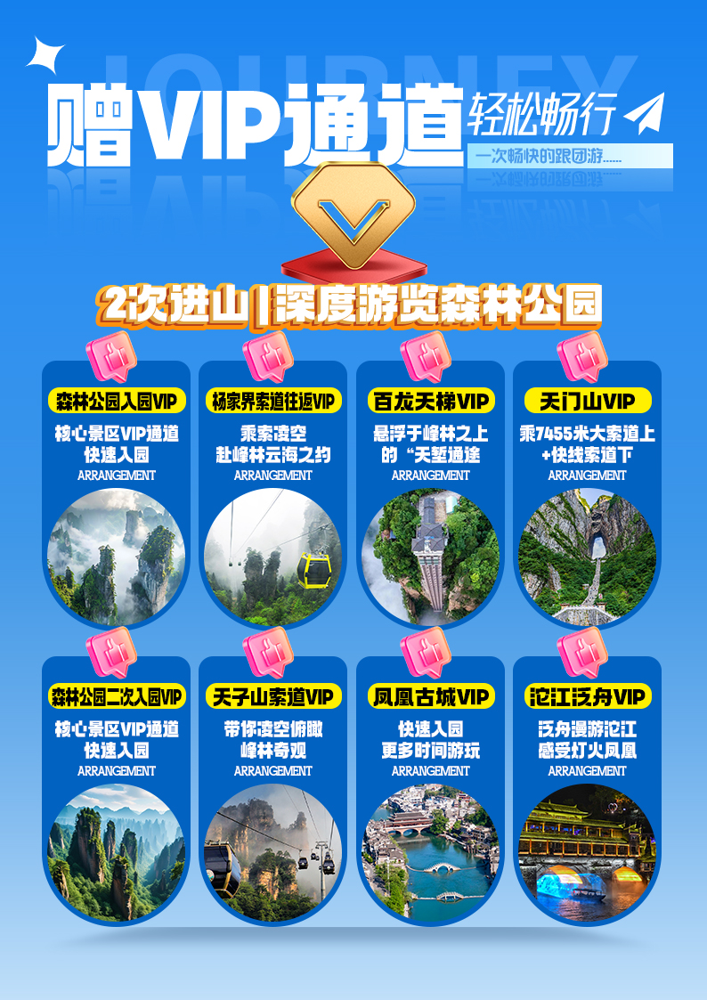 JOURNEY
赠VIP通道
轻松畅行
一次畅快的跟团游......
2次进山|深度游览森林公园
森林公园入园VIP
核心景区VIP通道
快速入园
ARRANGEMENT
杨家界索道往返VIP
乘索凌空
赴峰林云海之约
ARRANGEMENT
百龙天梯VIP
悬浮于峰林之上
的“天堑通途
ARRANGEMENT
天门山VIP
乘7455米大索道上
+快线索道下
ARRANGEMENT
森林公园二次入园VIP
核心景区VIP通道
快速入园
ARRANGEMENT
天子山索道VIP
带你凌空俯瞰
峰林奇观
ARRANGEMENT
凤凰古城VIP
快速入园
更多时间游玩
ARRANGEMENT
沱江泛舟VIP
泛舟漫游沱江
感受灯火凤凰
ARRANGEMENT